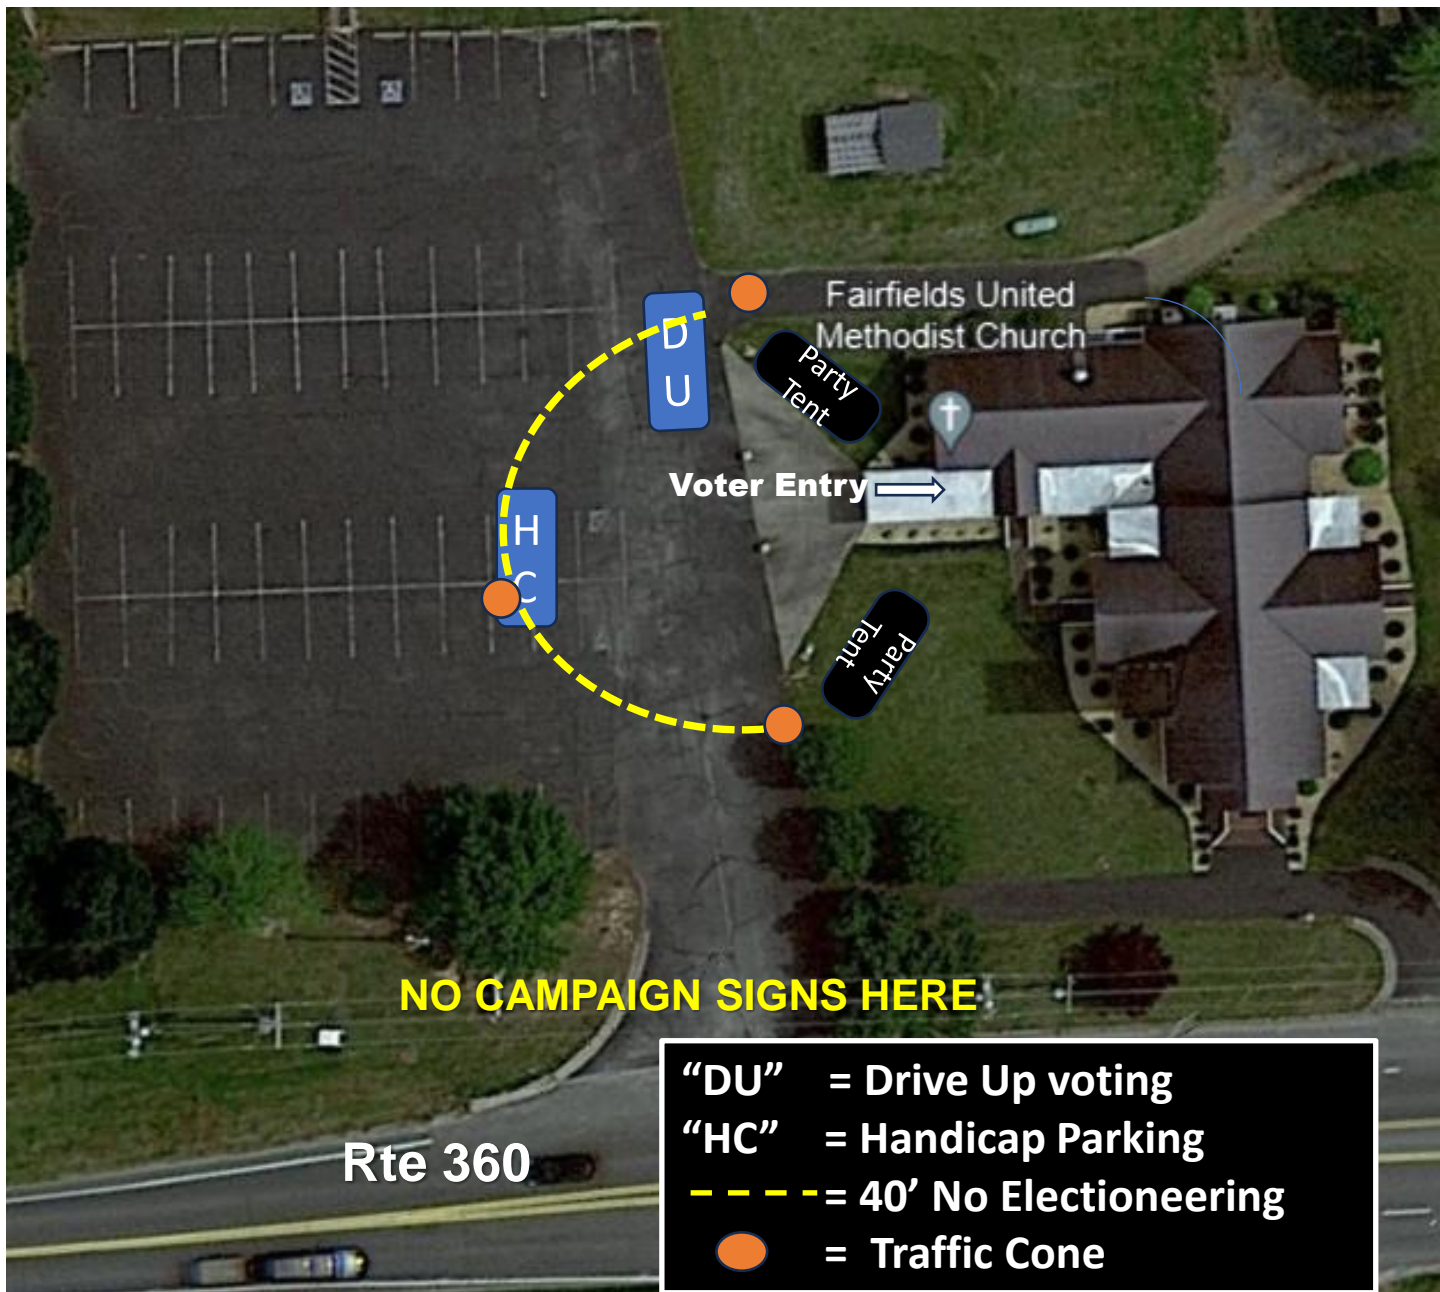 Fairfields United
Methodist Church
D
U
Party
Tent
Voter Entry
H
C
Party
Tent
NO CAMPAIGN SIGNS HERE
Rte 360
“DU” = Drive Up voting
“HC” = Handicap Parking
= 40’ No Electioneering
= Traffic Cone